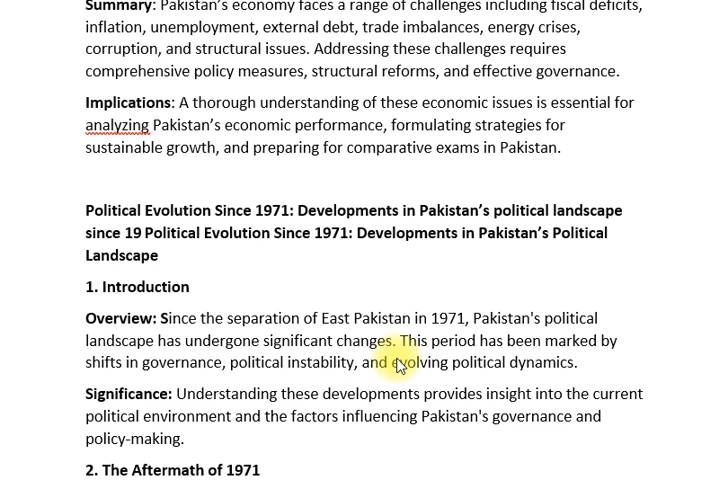 Summary: Pakistan’s economy faces a range of challenges including fiscal deficits,
inflation, unemployment, external debt, trade imbalances, energy crises,
corruption, and structural issues. Addressing these challenges requires
comprehensive policy measures, structural reforms, and effective governance.
Implications: A thorough understanding of these economic issues is essential for
analyzing Pakistan’s economic performance, formulating strategies for
sustainable growth, and preparing for comparative exams in Pakistan.
Political Evolution Since 1971: Developments in Pakistan’s political landscape
since 19 Political Evolution Since 1971: Developments in Pakistan’s Political
Landscape
1. Introduction
Overview: Since the separation of East Pakistan in 1971, Pakistan's political
landscape has undergone significant changes. This period has been marked by
shifts in governance, political instability, and evolving political dynamics.
Significance: Understanding these developments provides insight into the current
political environment and the factors influencing Pakistan's governance and
policy-making.
2. The Aftermath of 1971